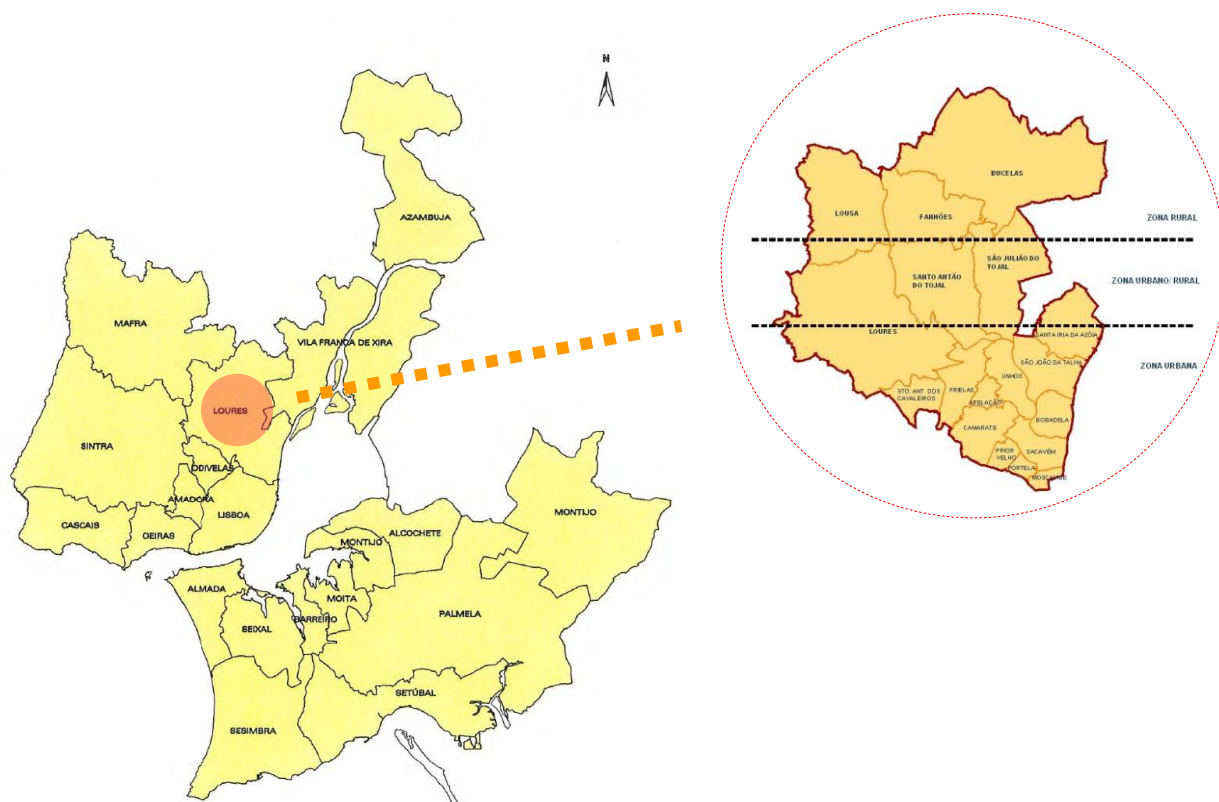 N
AZAMBUJA
MAFRA
VILA FRANCA DE XIRA
LOURES
SINTRA
ODIVELAS
AMADORA
LISBOA
CASCAIS
OEIRAS
MONTIJO
ALCOCHETE
MONTIJO
ALMADA
MOITA
BARREIRO
SEIXAL
PALMELA
SETÚBAL
SESIMBRA
BUCELAS
LOUSA
FANHÕES
ZONA RURAL
SÃO JULIÃO DO
TOJAL
SANTO ANTÃO
DO TOJAL
ZONA URBANO/ RURAL
LOURES
SANTA IRIA DA AZÓIA
SÃO JOÃO DA TALHA
ZONA URBANA
UNHOS
STO. ANT. DOS
CAVALEIROS
FRIELAS
APELAÇÃO
BOBADELA
CAMARATE
PRIOR
VELHO
SACAVÉM
PORTELA
MOSCAVIDE